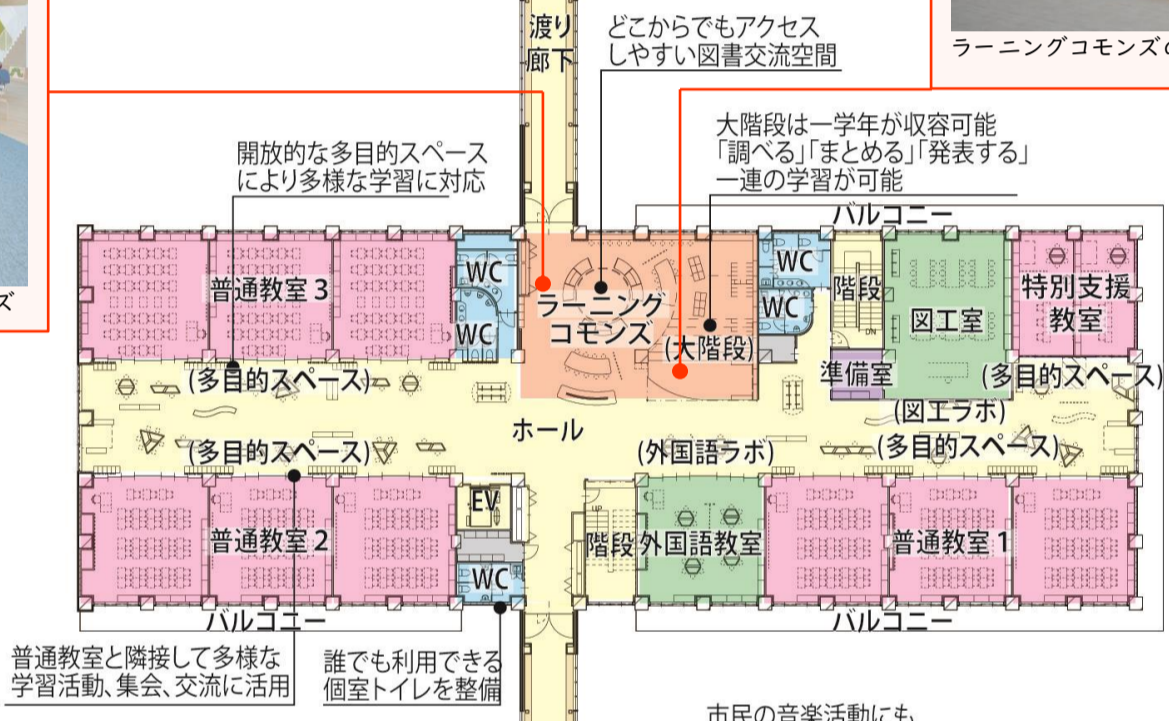 渡り
廊下
どこからでもアクセス
しやすい図書交流空間
ラーニングコモンズの
開放的な多目的スペース
により多様な学習に対応
大階段は一学年が収容可能
「調べる」「まとめる」「発表する」
一連の学習が可能
バルコニー
ズ
普通教室3
WC
WC
ラーニング
コモンズ
(大階段)
WC
WC
階段
DN
図工室
特別支援
教室
準備室
(多目的スペース)
(多目的スペース)
(図工ラボ)
ホール
(多目的スペース)
(外国語ラボ)
(多目的スペース)
普通教室2
EV
WC
階段
外国語教室
普通教室1
バルコニー
バルコニー
普通教室と隣接して多様な
学習活動、集会、交流に活用
誰でも利用できる
個室トイレを整備
市民の音楽活動にも